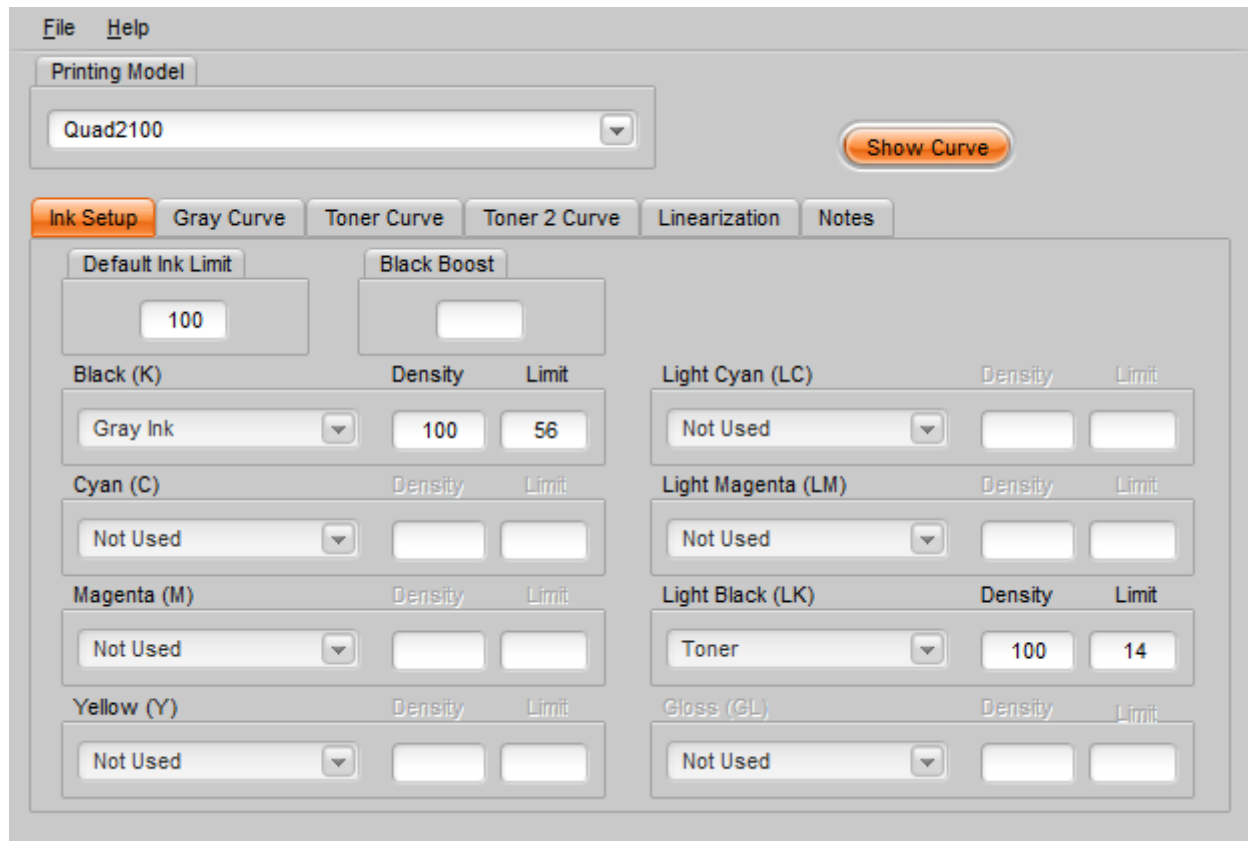 File Help
Printing Model
Quad2100
Show Curve
Ink Setup Gray Curve Toner Curve Toner 2 Curve Linearization Notes
Default Ink Limit Black Boost
100
Black (K) Density Limit Light Cyan (LC) Density Limit
Gray Ink 100 56 Not Used
Cyan (C) Density Limit Light Magenta (LM) Density Limit
Not Used Not Used
Magenta (M) Density Limit Light Black (LK) Density Limit
Not Used Toner 100 14
Yellow (Y) Density Limit Gloss (GL) Density Limit
Not Used Not Used